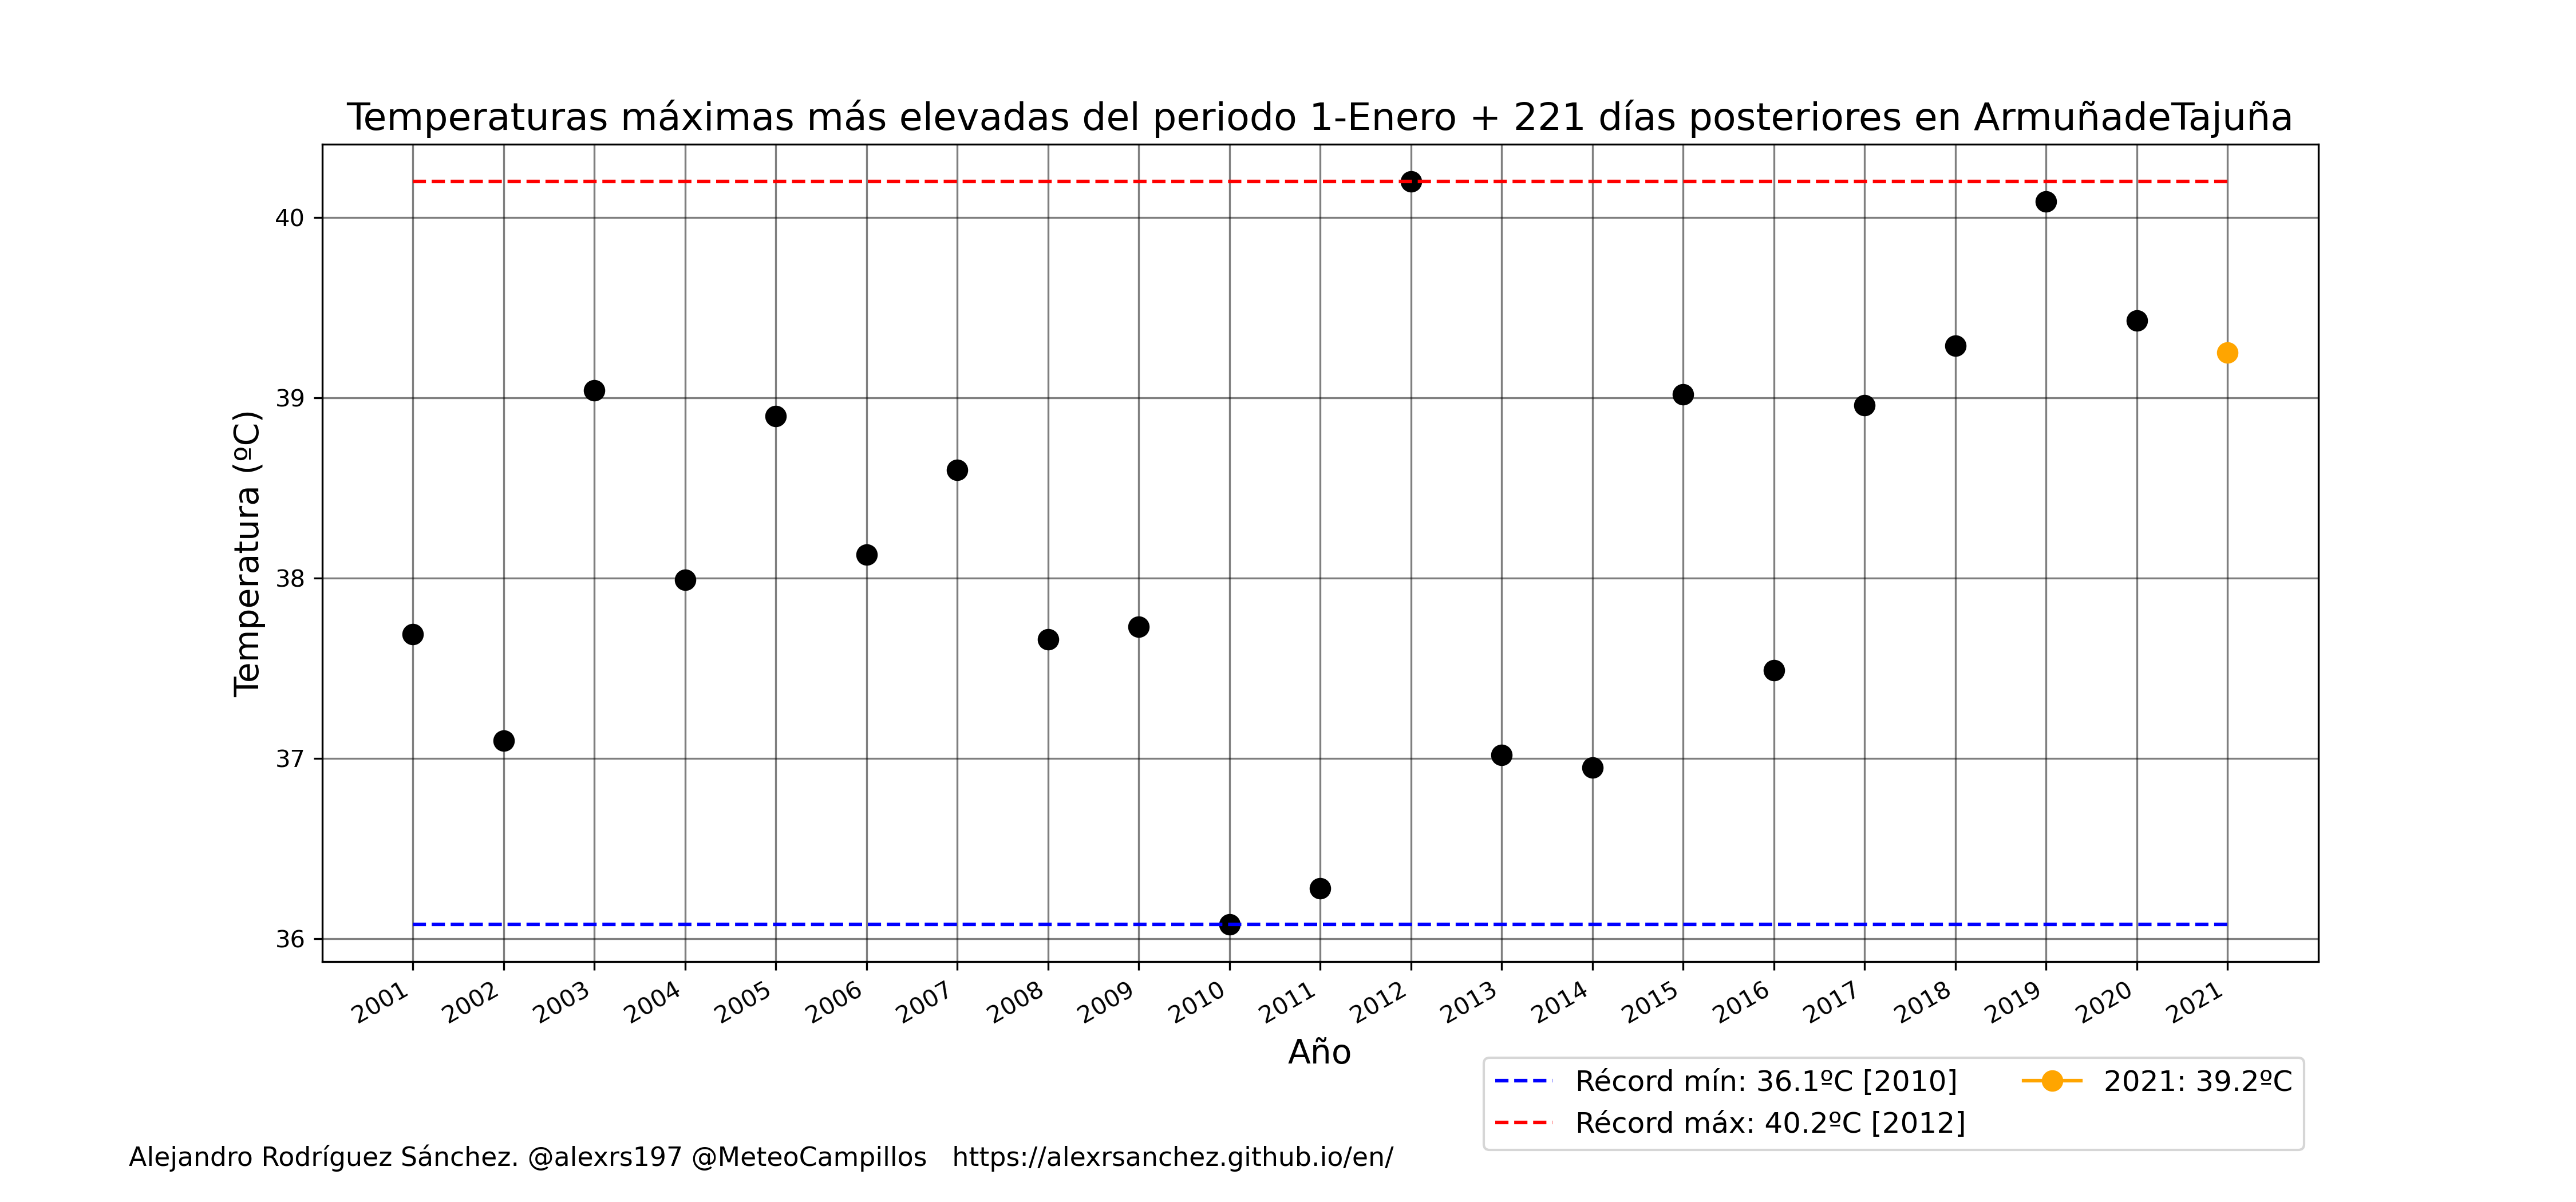 Temperaturas máximas más elevadas del periodo 1-Enero + 221 días posteriores en ArmuñadeTajuña
Temperatura (ºC)
40
39
38
37
36
2001 2002 2003 2004 2005 2006 2007 2008 2009 2010 2011 2012 2013 2014 2015 2016 2017 2018 2019 2020 2021
Año
Récord mín: 36.1ºC [2010]
Récord máx: 40.2ºC [2012]
2021: 39.2ºC
Alejandro Rodríguez Sánchez. @alexrs197 @MeteoCampillos https://alexrsanchez.github.io/en/